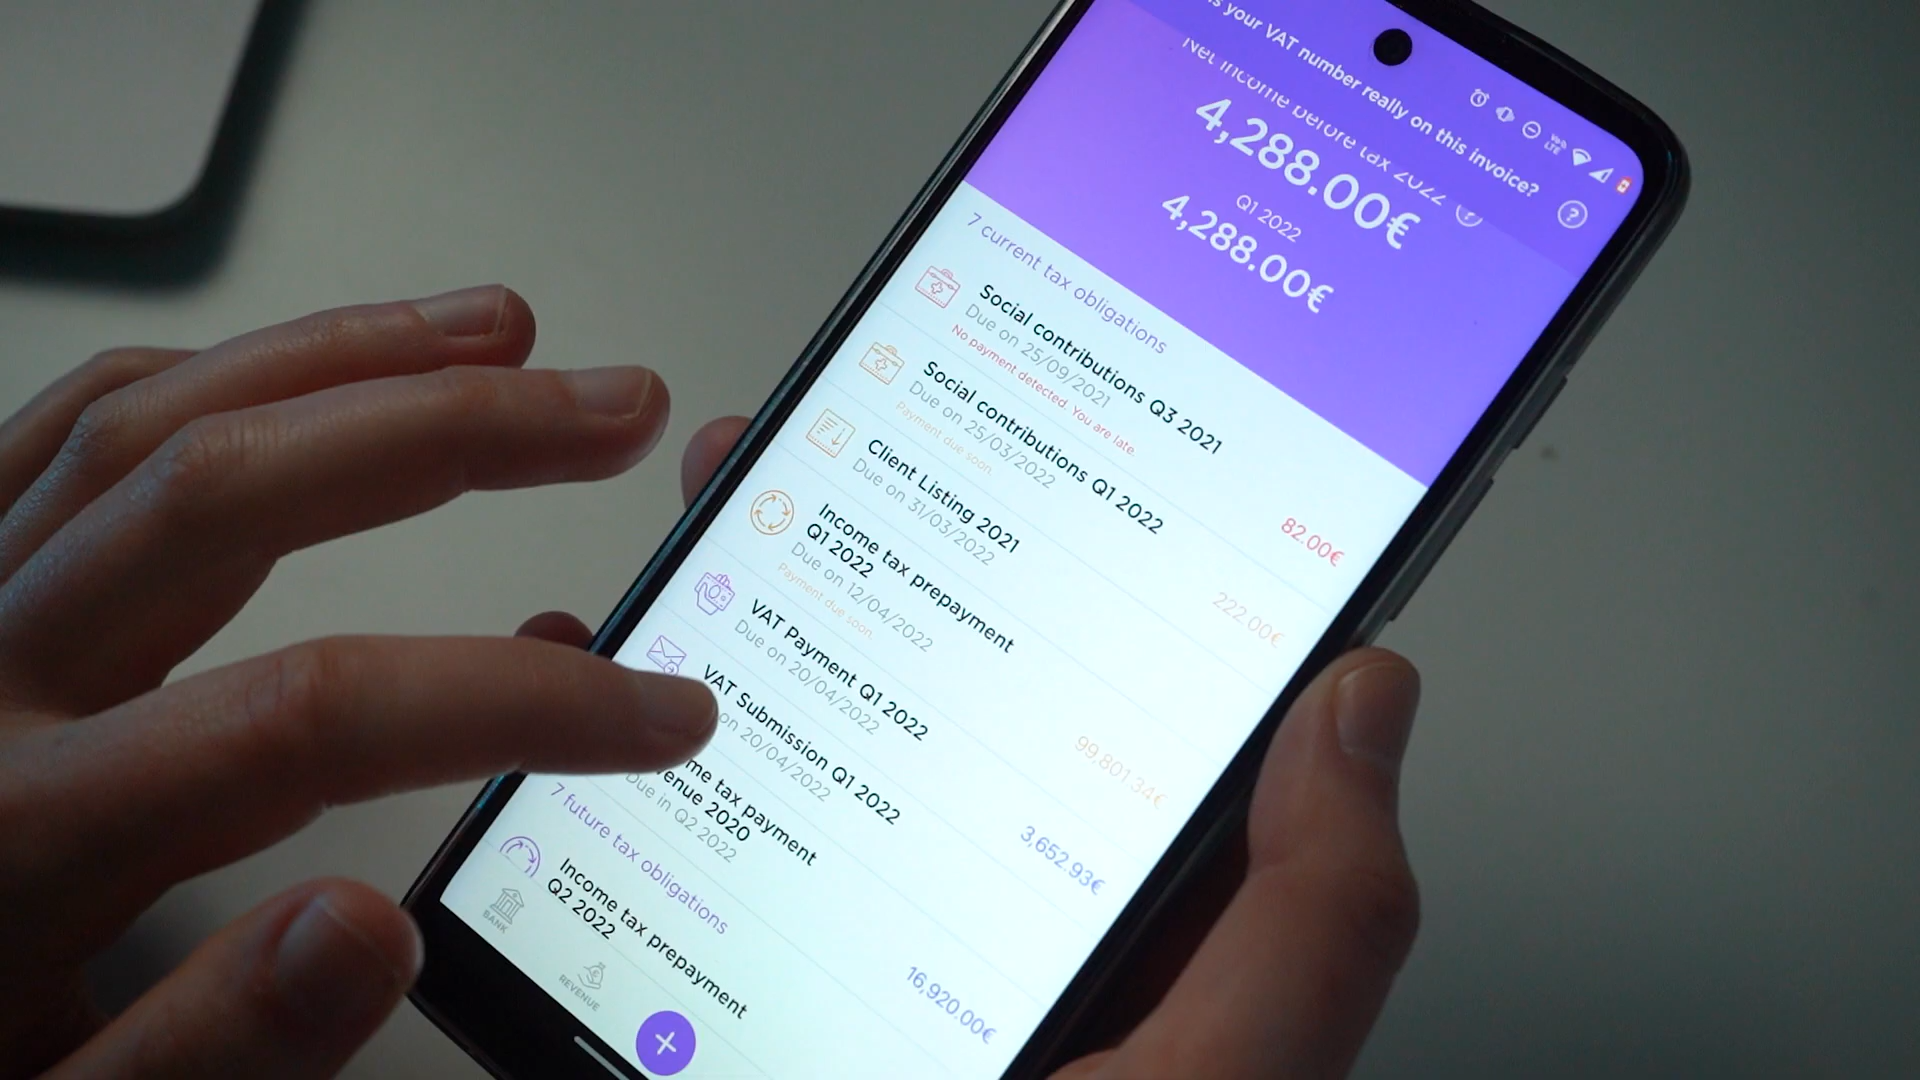 s your VAT number really on this invoice?
Net income before tax 2022
4,288.00€
Q1 2022
4,288.00€
7 current tax obligations
Social contributions Q3 2021
Due on 25/09/2021
No payment detected. You are late.
82.00€
Social contributions Q1 2022
Due on 25/03/2022
Payment due soon.
222.00€
Client Listing 2021
Due on 31/03/2022
Income tax prepayment
Q1 2022
Due on 12/04/2022
Payment due soon.
99,801.34€
VAT Payment Q1 2022
Due on 20/04/2022
3,652.93€
VAT Submission Q1 2022
on 20/04/2022
me tax payment
venue 2020
Due in Q2 2022
16,920.00€
7 future tax obligations
Income tax prepayment
Q2 2022
BANK
REVENUE